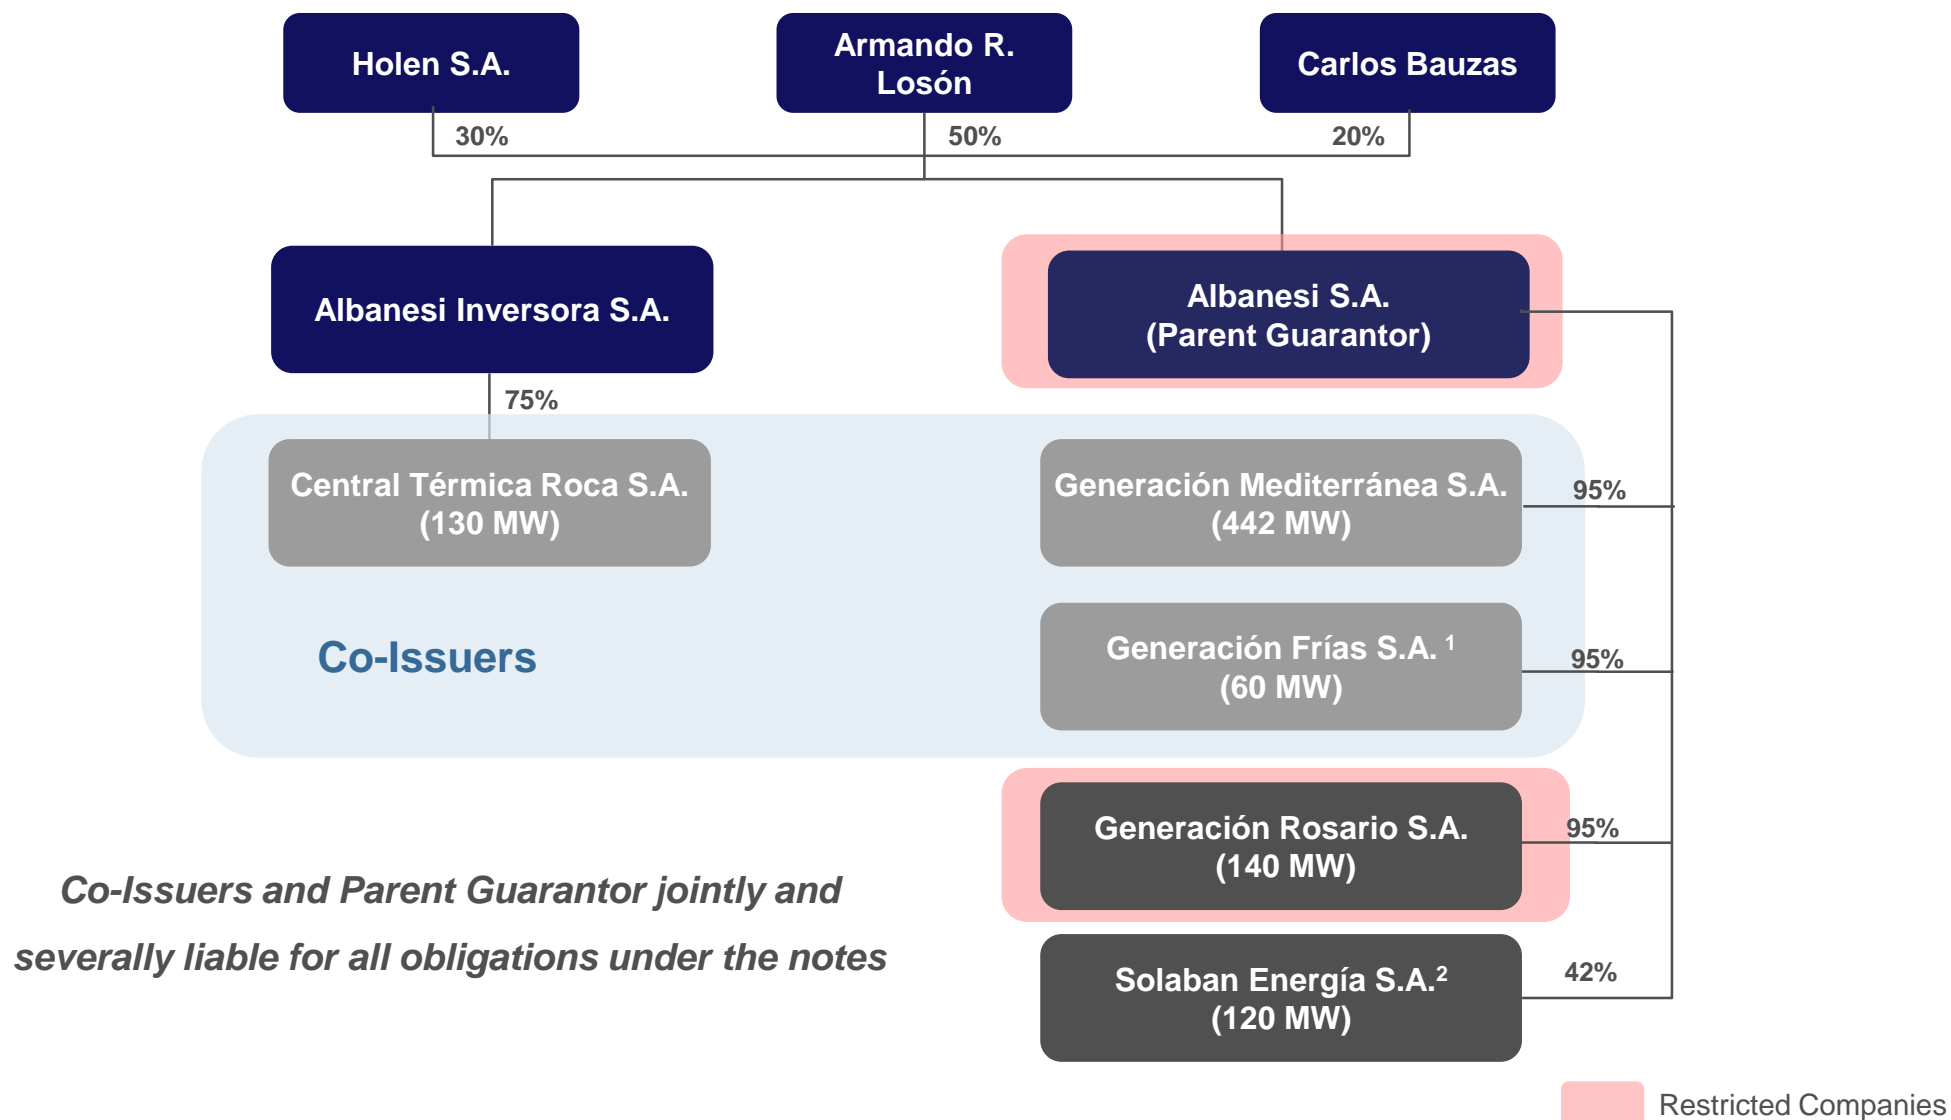 Holen S.A.
Armando R.
Losón
Carlos Bauzas
30%
50%
20%
Albanesi Inversora S.A.
Albanesi S.A.
(Parent Guarantor)
75%
Central Térmica Roca S.A.
(130 MW)
Generación Mediterránea S.A.
(442 MW)
95%
Co-Issuers
Generación Frías S.A. ¹
(60 MW)
95%
Generación Rosario S.A.
(140 MW)
95%
Co-Issuers and Parent Guarantor jointly and
severally liable for all obligations under the notes
Solaban Energía S.A.²
(120 MW)
42%
Restricted Companies